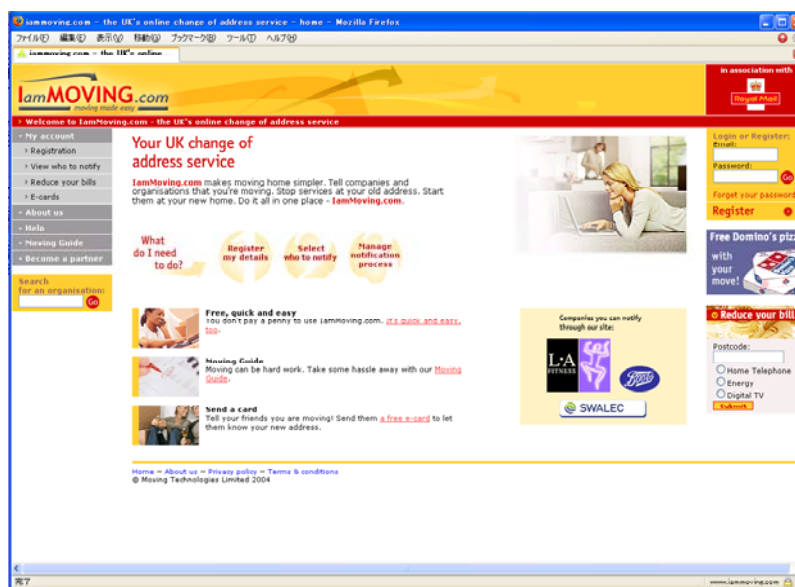 iammoving.com - the UK's online change of address service - home - Mozilla Firefox
ファイル(F) 編集(E) 表示(V) 移動(G) ブックマーク(B) ツール(T) ヘルプ(H)
iammoving.com - the UK's online ...
IamMOVING.com
moving made easy
in association with
Royal Mail
> Welcome to IamMoving.com - the UK's online change of address service
My account
> Registration
> View who to notify
> Reduce your bills
> E-cards
About us
Help
Moving Guide
Become a partner
Search
for an organisation:
Go
Your UK change of
address service
IamMoving.com makes moving home simpler. Tell companies and
organisations that you're moving. Stop services at your old address. Start
them at your new home. Do it all in one place - IamMoving.com.
What
do I need
to do?
Register
my details
Select
who to notify
Manage
notification
process
Free, quick and easy
You don't pay a penny to use IamMoving.com. It's quick and easy,
too.
Moving Guide
Moving can be hard work. Take some hassle away with our Moving
Guide.
Send a card
Tell your friends you are moving! Send them a free e-card to let
them know your new address.
Companies you can notify
through our site:
L.A
FITNESS
Boots
SWALEC
Login or Register:
Email:
Password:
Go
Forget your password
Register
Free Domino's pizz
with
your
move!
Reduce your bill
Postcode:
Home Telephone
Energy
Digital TV
Submit
Home ~ About us ~ Privacy policy ~ Terms & conditions
© Moving Technologies Limited 2004
完了
www.iammoving.com